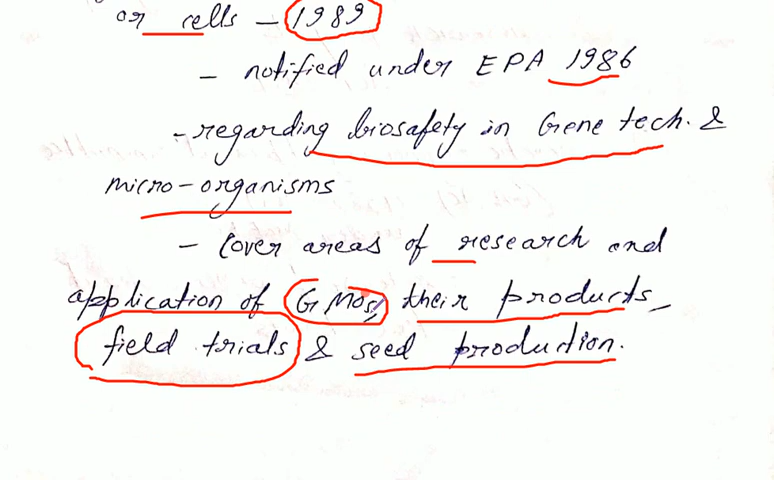 or cells - 1989
- notified under EPA 1986
- regarding biosafety in Gene tech. &
micro-organisms
- Cover areas of research and
application of GMOs, their products,
field trials & seed production.